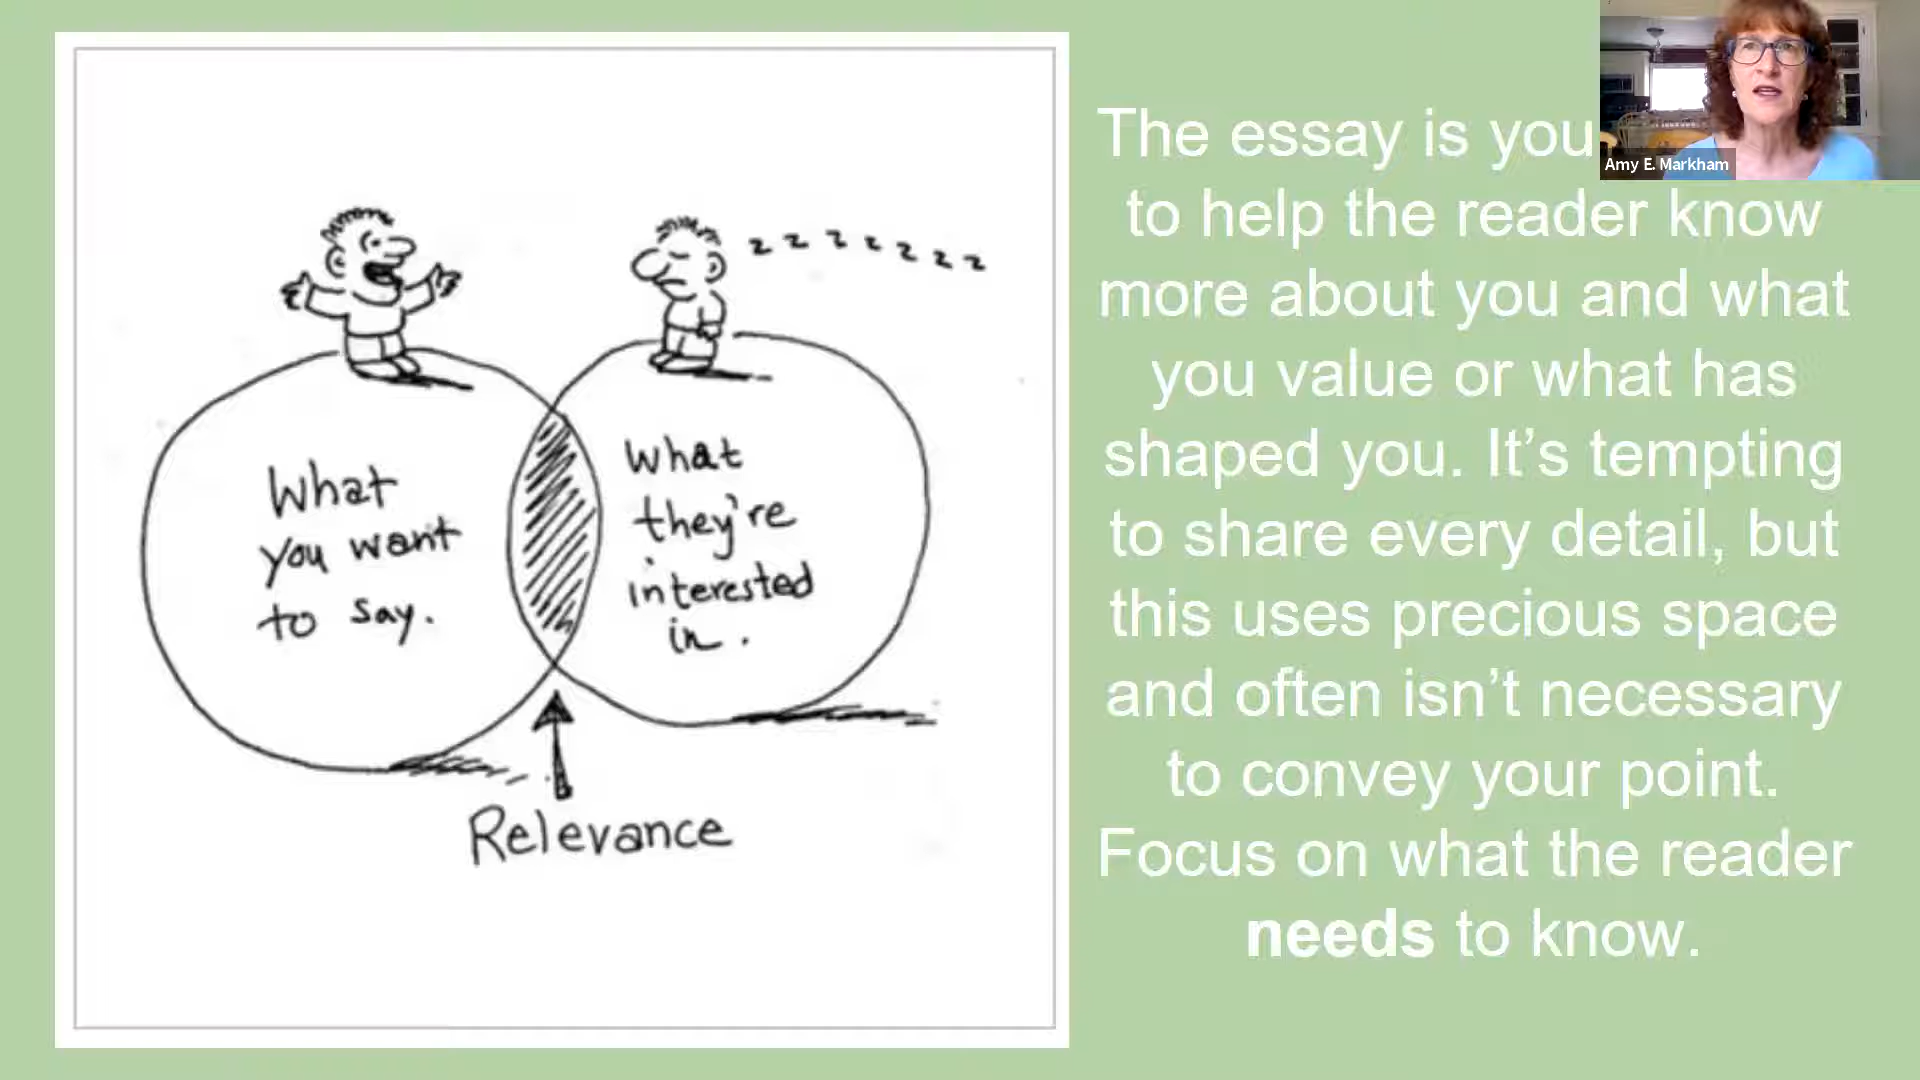 What
you want
to say.
z z z z z z z
What
they're
interested
in.
Relevance
The essay is you
to help the reader know
more about you and what
you value or what has
shaped you. It’s tempting
to share every detail, but
this uses precious space
and often isn’t necessary
to convey your point.
Focus on what the reader
needs to know.
Amy E. Markham